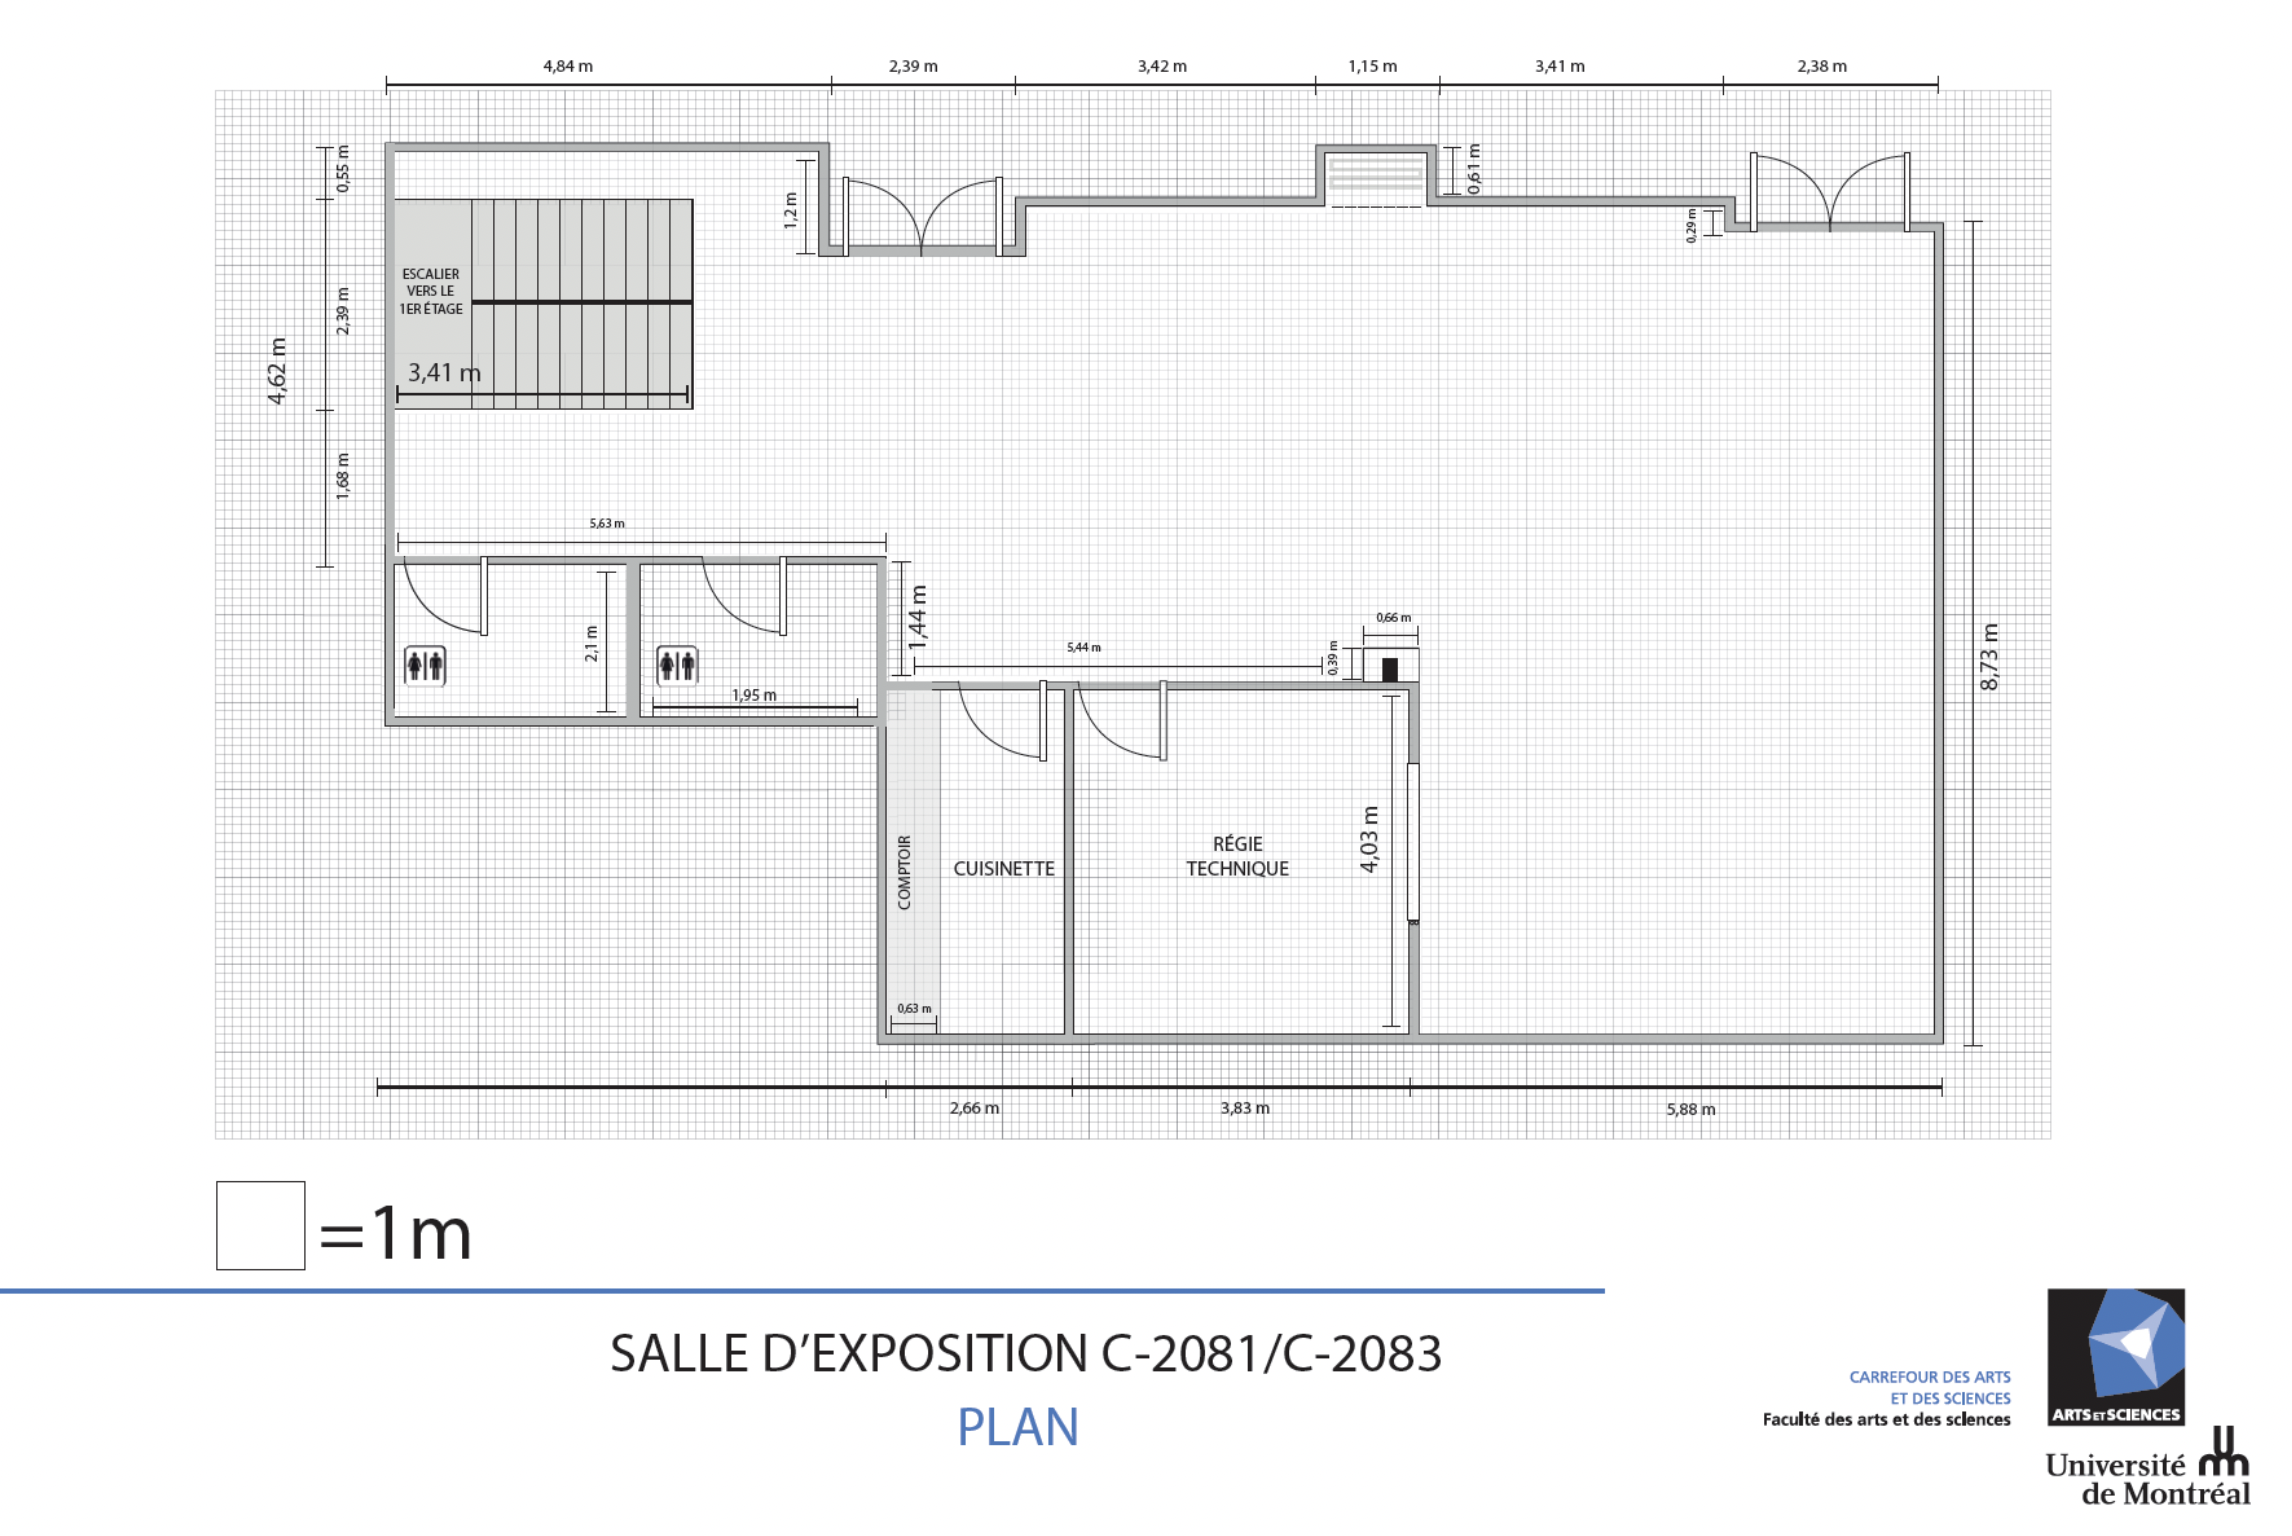 4,84 m
2,39 m
3,42 m
1,15 m
3,41 m
2,38 m
0,55 m
1,2 m
0,61 m
0,29 m
ESCALIER
VERS LE
1ER ÉTAGE
2,39 m
4,62 m
3,41 m
1,68 m
5,63 m
1,44 m
2,1 m
1,95 m
5,44 m
0,39 m
0,66 m
8,73 m
COMPTOIR
CUISINETTE
RÉGIE
TECHNIQUE
4,03 m
0,63 m
2,66 m
3,83 m
5,88 m
=1m
SALLE D'EXPOSITION C-2081/C-2083
PLAN
CARREFOUR DES ARTS
ET DES SCIENCES
Faculté des arts et des sciences
ARTS ET SCIENCES
Université
de Montréal